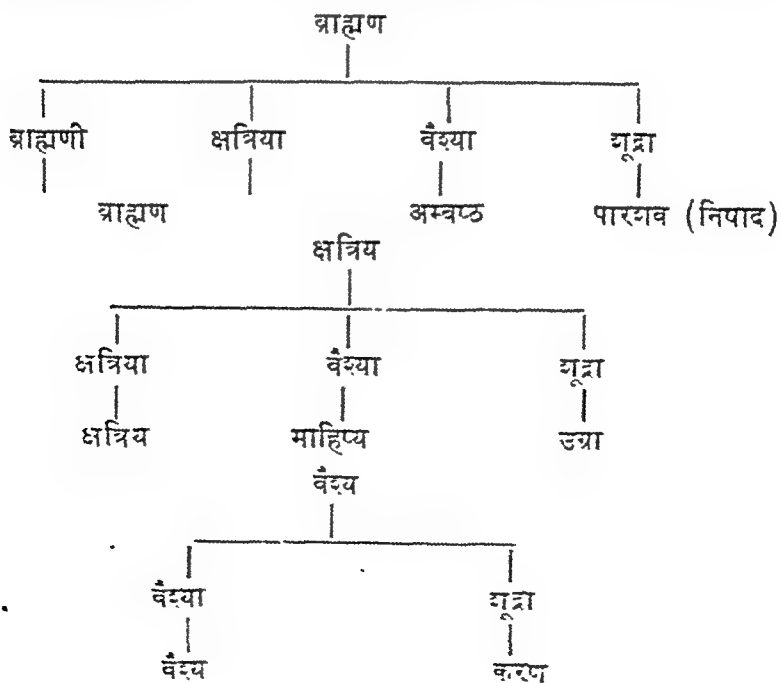 ब्राह्मण
ब्राह्मणी क्षत्रिया वैश्या शूद्रा
ब्राह्मण अम्बष्ठ पारशव (निषाद)
क्षत्रिय
क्षत्रिया वैश्या शूद्रा
क्षत्रिय माहिष्य उग्रा
वैश्य
वैश्या शूद्रा
वैश्य करण